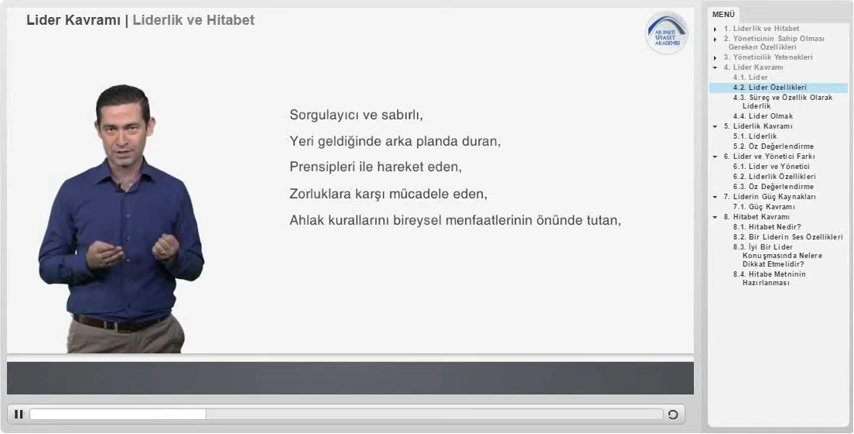 Lider Kavramı | Liderlik ve Hitabet
AK PARTİ
SİYASET
AKADEMİSİ
Sorgulayıcı ve sabırlı,
Yeri geldiğinde arka planda duran,
Prensipleri ile hareket eden,
Zorluklara karşı mücadele eden,
Ahlak kurallarını bireysel menfaatlerinin önünde tutan,
MENÜ
1. Liderlik ve Hitabet
2. Yöneticinin Sahip Olması
Gereken Özellikleri
3. Yöneticilik Yetenekleri
4. Lider Kavramı
4.1. Lider
4.2. Lider Özellikleri
4.3. Süreç ve Özellik Olarak
Liderlik
4.4. Lider Olmak
5. Liderlik Kavramı
5.1. Liderlik
5.2. Öz Değerlendirme
6. Lider ve Yönetici Farkı
6.1. Lider ve Yönetici
6.2. Liderlik Özellikleri
6.3. Öz Değerlendirme
7. Liderin Güç Kaynakları
7.1. Güç Kavramı
8. Hitabet Kavramı
8.1. Hitabet Nedir?
8.2. Bir Liderin Ses Özellikleri
8.3. İyi Bir Lider
Konuşmasında Nelere
Dikkat Etmelidir?
8.4. Hitabe Metninin
Hazırlanması